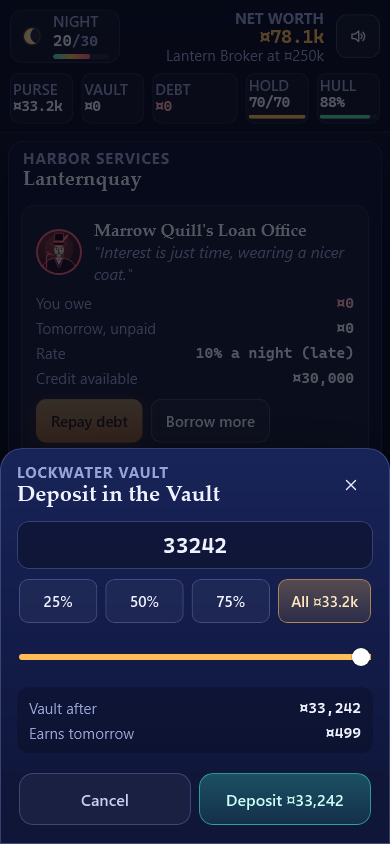 NIGHT
20/30
NET WORTH
¤78.1k
Lantern Broker at ¤250k
PURSE
¤33.2k
VAULT
¤0
DEBT
¤0
HOLD
70/70
HULL
88%
HARBOR SERVICES
Lanternquay
Marrow Quill's Loan Office
"Interest is just time, wearing a nicer
coat."
You owe ¤0
Tomorrow, unpaid ¤0
Rate 10% a night (late)
Credit available ¤30,000
Repay debt Borrow more
LOCKWATER VAULT
Deposit in the Vault
33242
25% 50% 75% All ¤33.2k
Vault after ¤33,242
Earns tomorrow ¤499
Cancel Deposit ¤33,242